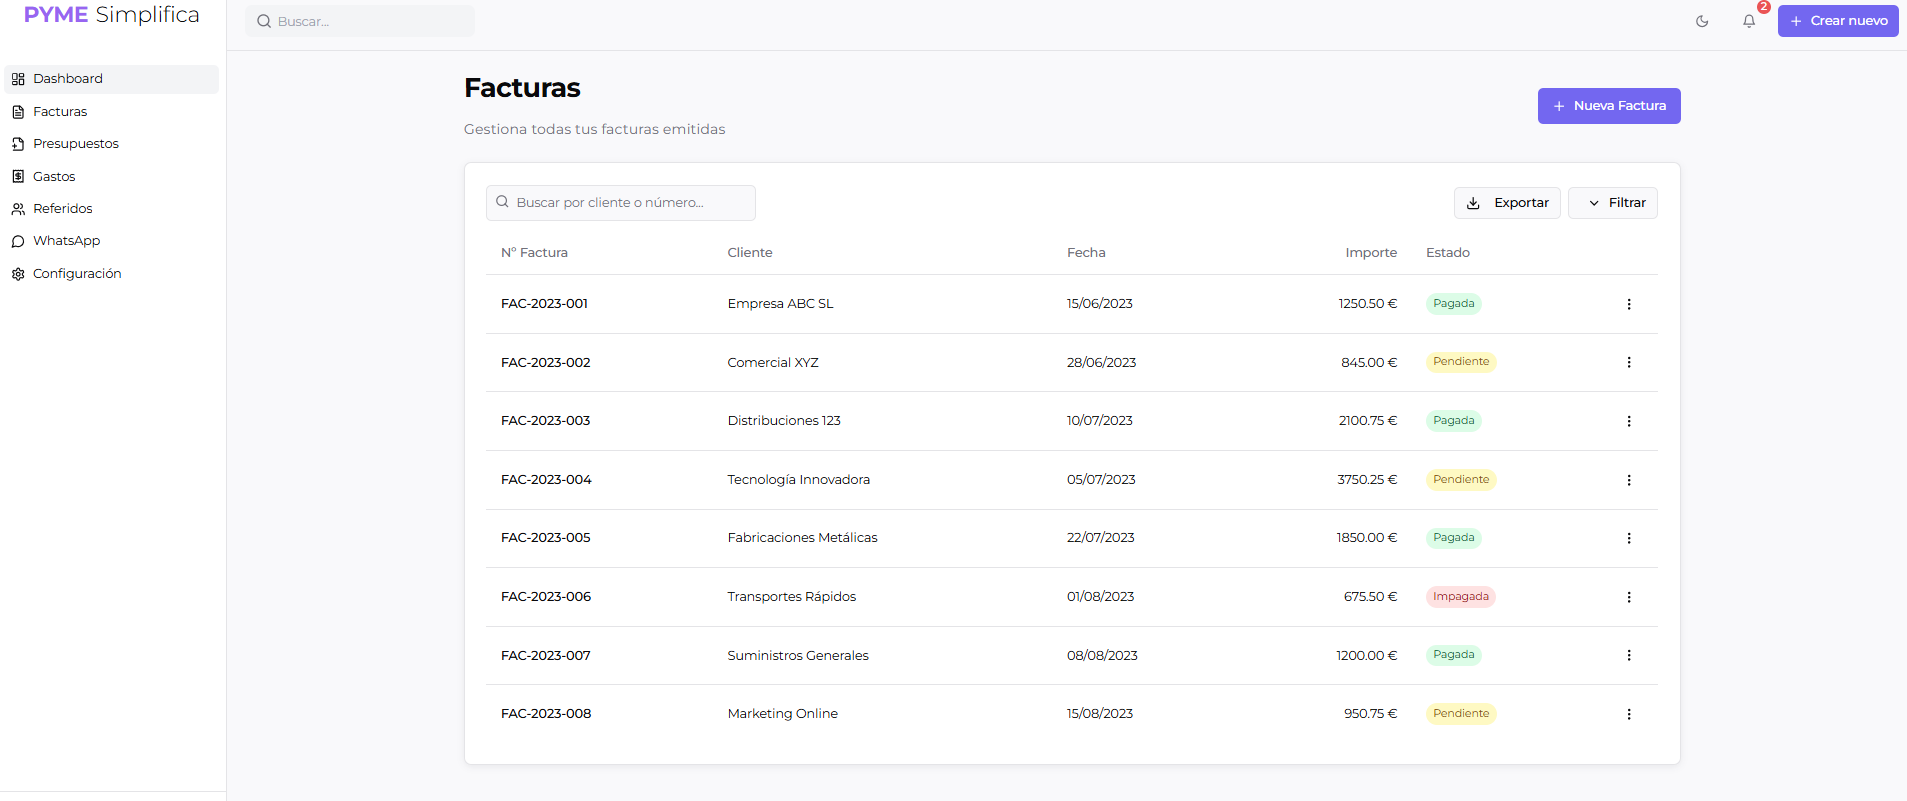 PYME Simplifica
Buscar...
2
+ Crear nuevo
Dashboard
Facturas
Presupuestos
Gastos
Referidos
WhatsApp
Configuración
Facturas
Gestiona todas tus facturas emitidas
+ Nueva Factura
Buscar por cliente o número...
Exportar
Filtrar
Nº Factura Cliente Fecha Importe Estado
FAC-2023-001 Empresa ABC SL 15/06/2023 1250.50 € Pagada
FAC-2023-002 Comercial XYZ 28/06/2023 845.00 € Pendiente
FAC-2023-003 Distribuciones 123 10/07/2023 2100.75 € Pagada
FAC-2023-004 Tecnología Innovadora 05/07/2023 3750.25 € Pendiente
FAC-2023-005 Fabricaciones Metálicas 22/07/2023 1850.00 € Pagada
FAC-2023-006 Transportes Rápidos 01/08/2023 675.50 € Impagada
FAC-2023-007 Suministros Generales 08/08/2023 1200.00 € Pagada
FAC-2023-008 Marketing Online 15/08/2023 950.75 € Pendiente